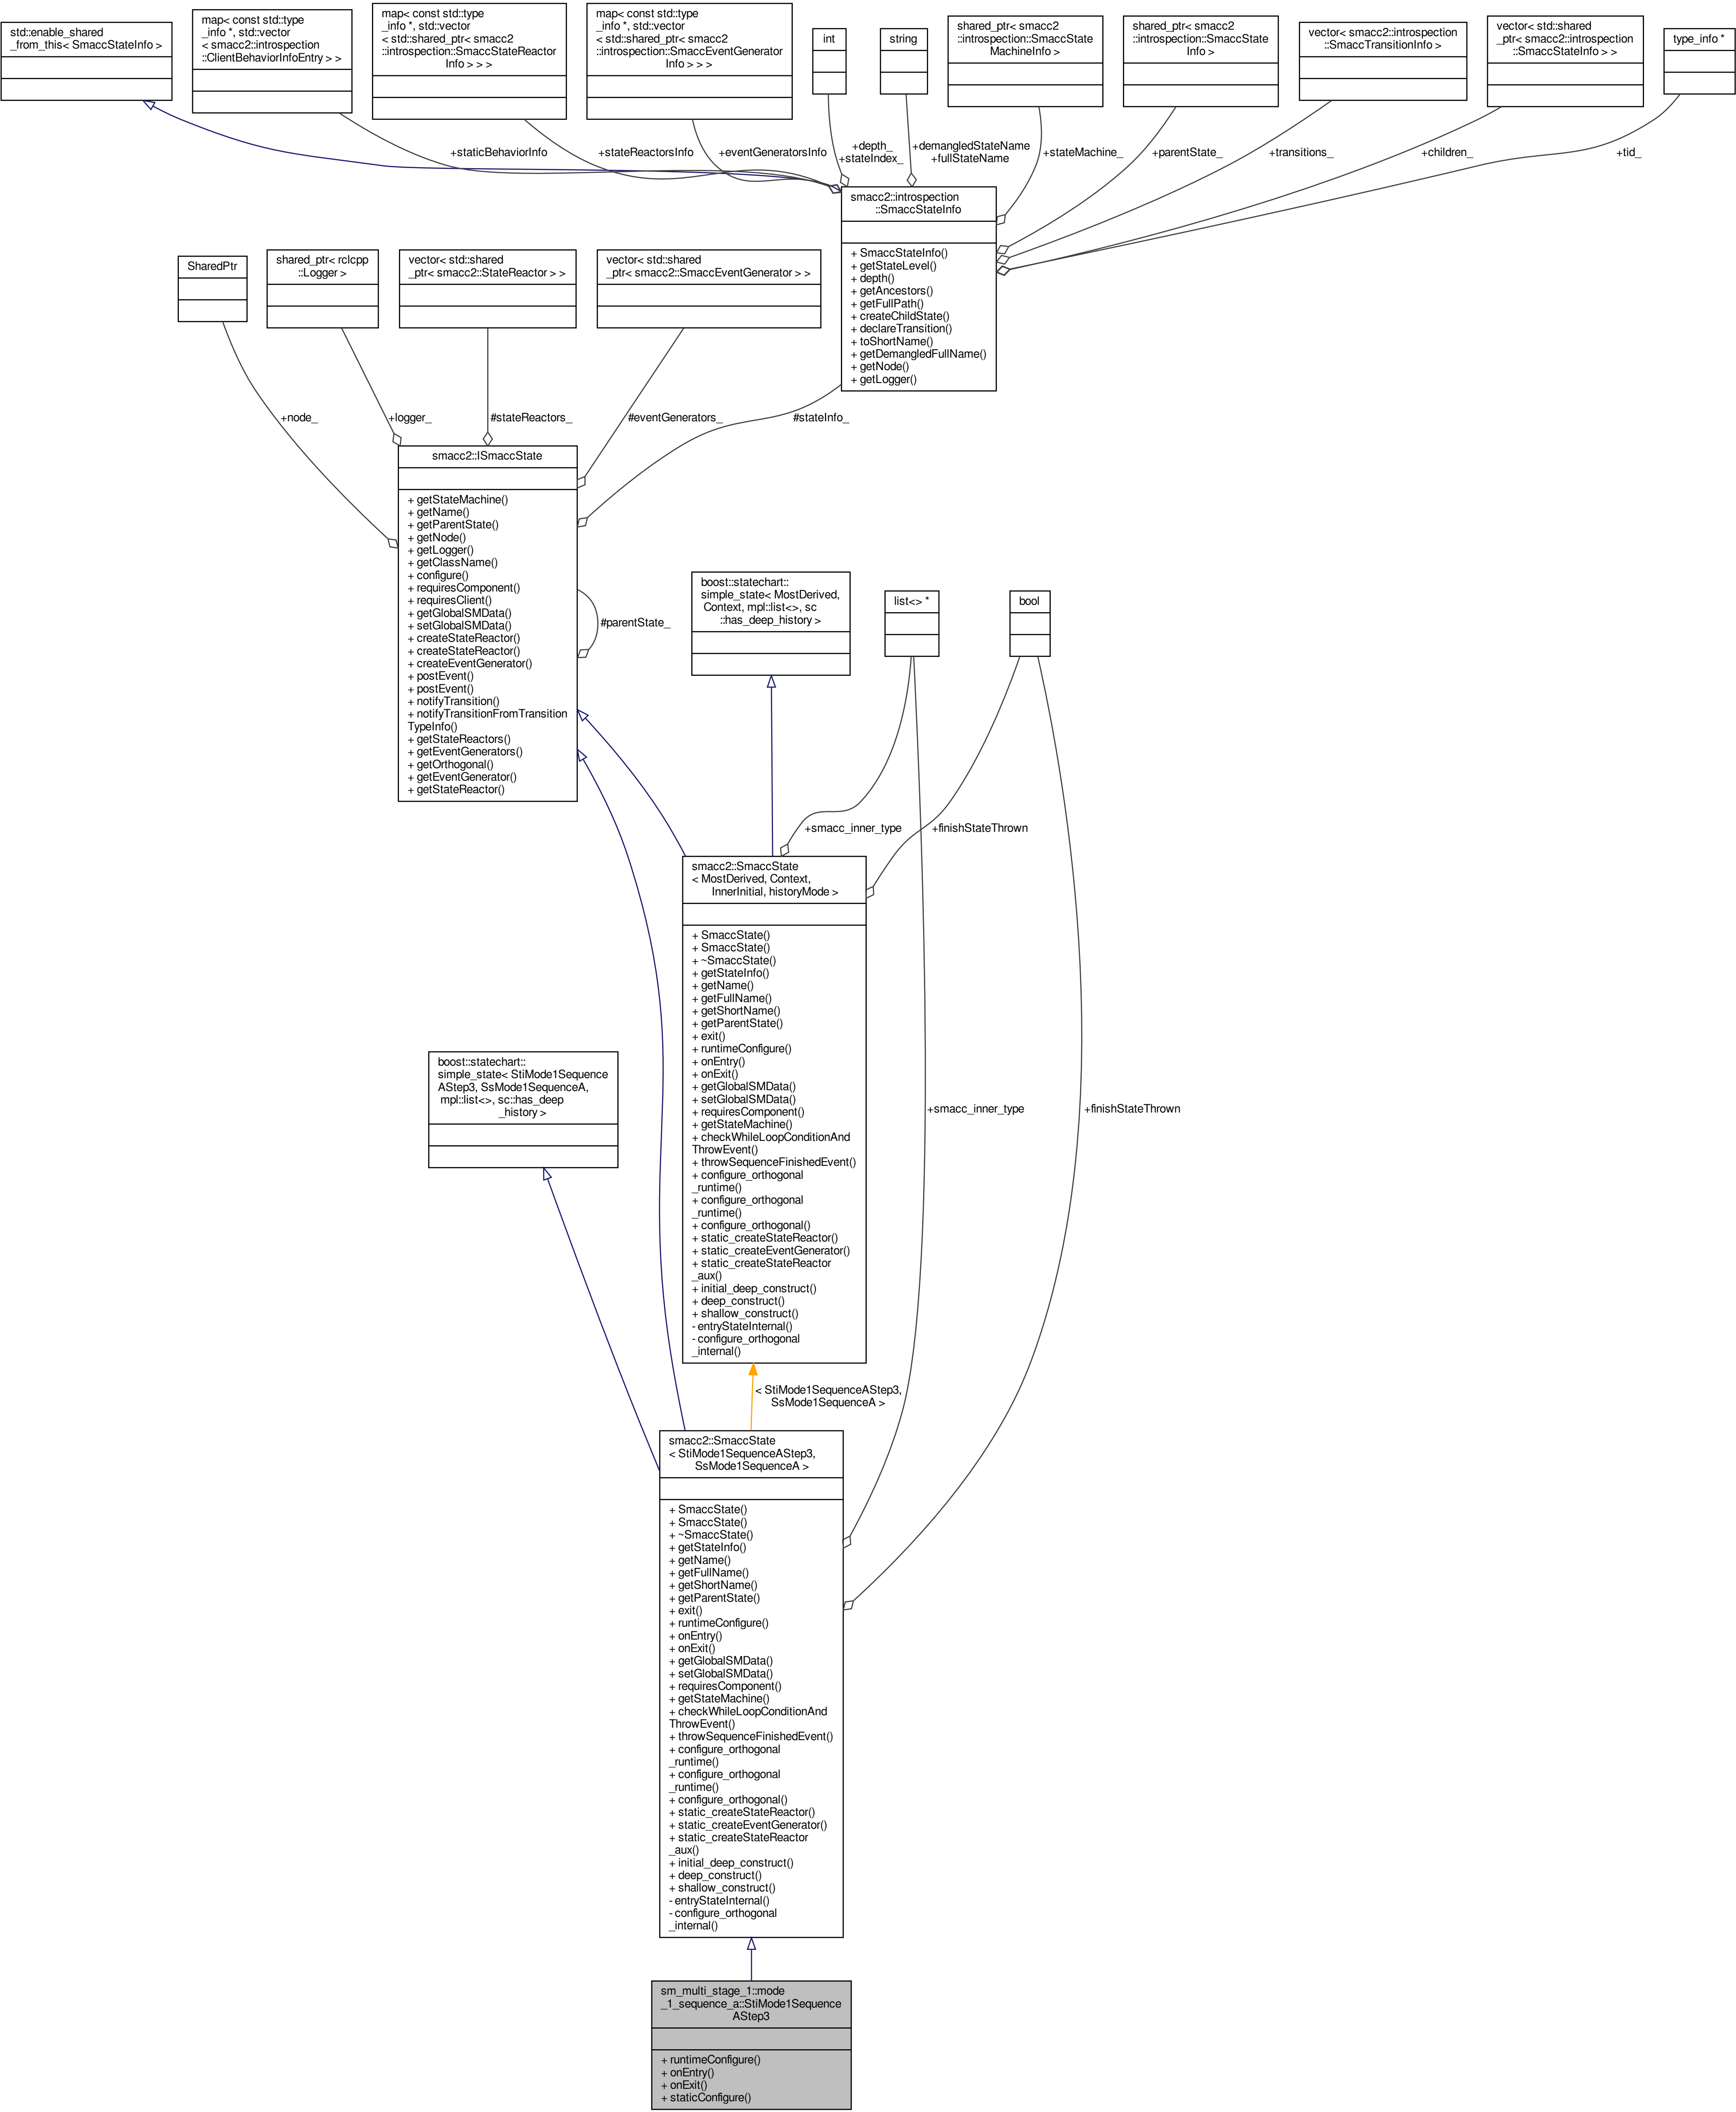 std::enable_shared
_from_this< SmaccStateInfo >
map< const std::type
_info *, std::vector
< smacc2::introspection
::ClientBehaviorInfoEntry > >
map< const std::type
_info *, std::vector
< std::shared_ptr< smacc2
::introspection::SmaccStateReactor
Info > > >
map< const std::type
_info *, std::vector
< std::shared_ptr< smacc2
::introspection::SmaccEventGenerator
Info > > >
int
string
shared_ptr< smacc2
::introspection::SmaccState
MachineInfo >
shared_ptr< smacc2
::introspection::SmaccState
Info >
vector< smacc2::introspection
::SmaccTransitionInfo >
vector< std::shared
_ptr< smacc2::introspection
::SmaccStateInfo > >
type_info *
+staticBehaviorInfo
+stateReactorsInfo
+eventGeneratorsInfo
+depth_
+stateIndex_
+demangledStateName
+fullStateName
+stateMachine_
+parentState_
+transitions_
+children_
+tid_
smacc2::introspection
::SmaccStateInfo
+ SmaccStateInfo()
+ getStateLevel()
+ depth()
+ getAncestors()
+ getFullPath()
+ createChildState()
+ declareTransition()
+ toShortName()
+ getDemangledFullName()
+ getNode()
+ getLogger()
SharedPtr
shared_ptr< rclcpp
::Logger >
vector< std::shared
_ptr< smacc2::StateReactor > >
vector< std::shared
_ptr< smacc2::SmaccEventGenerator > >
+node_
+logger_
#stateReactors_
#eventGenerators_
#stateInfo_
smacc2::ISmaccState
+ getStateMachine()
+ getName()
+ getParentState()
+ getNode()
+ getLogger()
+ getClassName()
+ configure()
+ requiresComponent()
+ requiresClient()
+ getGlobalSMData()
+ setGlobalSMData()
+ createStateReactor()
+ createStateReactor()
+ createEventGenerator()
+ postEvent()
+ postEvent()
+ notifyTransition()
+ notifyTransitionFromTransition
TypeInfo()
+ getStateReactors()
+ getEventGenerators()
+ getOrthogonal()
+ getEventGenerator()
+ getStateReactor()
#parentState_
boost::statechart::
simple_state< MostDerived,
Context, mpl::list<>, sc
::has_deep_history >
list<> *
bool
+smacc_inner_type
+finishStateThrown
smacc2::SmaccState
< MostDerived, Context,
InnerInitial, historyMode >
+ SmaccState()
+ SmaccState()
+ ~SmaccState()
+ getStateInfo()
+ getName()
+ getFullName()
+ getShortName()
+ getParentState()
+ exit()
+ runtimeConfigure()
+ onEntry()
+ onExit()
+ getGlobalSMData()
+ setGlobalSMData()
+ requiresComponent()
+ getStateMachine()
+ checkWhileLoopConditionAnd
ThrowEvent()
+ throwSequenceFinishedEvent()
+ configure_orthogonal
_runtime()
+ configure_orthogonal
_runtime()
+ configure_orthogonal()
+ static_createStateReactor()
+ static_createEventGenerator()
+ static_createStateReactor
_aux()
+ initial_deep_construct()
+ deep_construct()
+ shallow_construct()
- entryStateInternal()
- configure_orthogonal
_internal()
boost::statechart::
simple_state< StiMode1Sequence
AStep3, SsMode1SequenceA,
mpl::list<>, sc::has_deep
_history >
+smacc_inner_type
+finishStateThrown
< StiMode1SequenceAStep3,
SsMode1SequenceA >
smacc2::SmaccState
< StiMode1SequenceAStep3,
SsMode1SequenceA >
+ SmaccState()
+ SmaccState()
+ ~SmaccState()
+ getStateInfo()
+ getName()
+ getFullName()
+ getShortName()
+ getParentState()
+ exit()
+ runtimeConfigure()
+ onEntry()
+ onExit()
+ getGlobalSMData()
+ setGlobalSMData()
+ requiresComponent()
+ getStateMachine()
+ checkWhileLoopConditionAnd
ThrowEvent()
+ throwSequenceFinishedEvent()
+ configure_orthogonal
_runtime()
+ configure_orthogonal
_runtime()
+ configure_orthogonal()
+ static_createStateReactor()
+ static_createEventGenerator()
+ static_createStateReactor
_aux()
+ initial_deep_construct()
+ deep_construct()
+ shallow_construct()
- entryStateInternal()
- configure_orthogonal
_internal()
sm_multi_stage_1::mode
_1_sequence_a::StiMode1Sequence
AStep3
+ runtimeConfigure()
+ onEntry()
+ onExit()
+ staticConfigure()